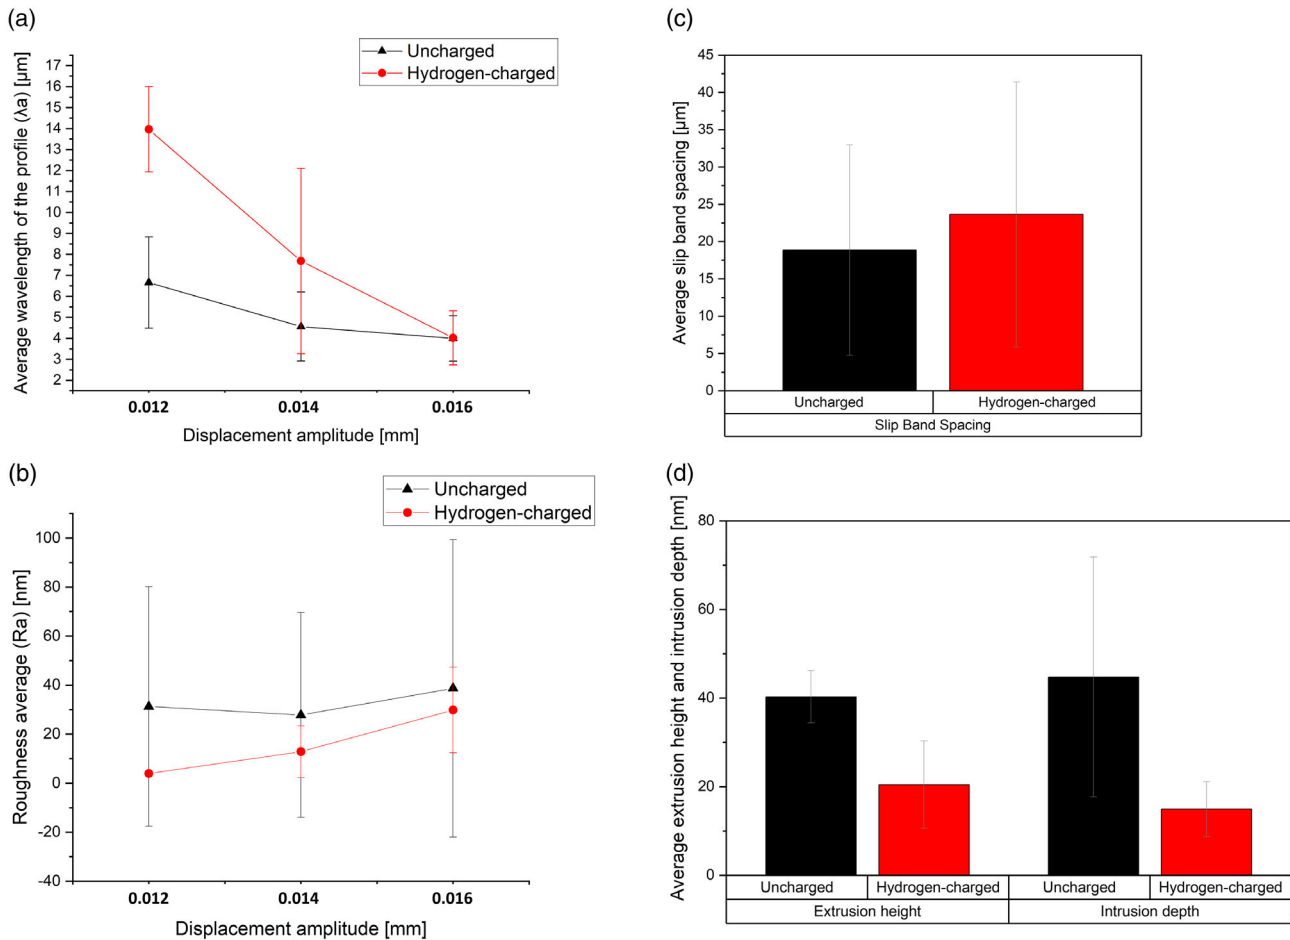 (a)
Uncharged
Hydrogen-charged
Average wavelength of the profile (λa) [µm]
17
16
15
14
13
12
11
10
9
8
7
6
5
4
3
2
0.012 0.014 0.016
Displacement amplitude [mm]
(b)
Uncharged
Hydrogen-charged
Roughness average (Ra) [nm]
100
80
60
40
20
0
-20
-40
0.012 0.014 0.016
Displacement amplitude [mm]
(c)
Average slip band spacing [µm]
45
40
35
30
25
20
15
10
5
0
Uncharged Hydrogen-charged
Slip Band Spacing
(d)
Average extrusion height and intrusion depth [nm]
80
60
40
20
0
Uncharged Hydrogen-charged Uncharged Hydrogen-charged
Extrusion height Intrusion depth